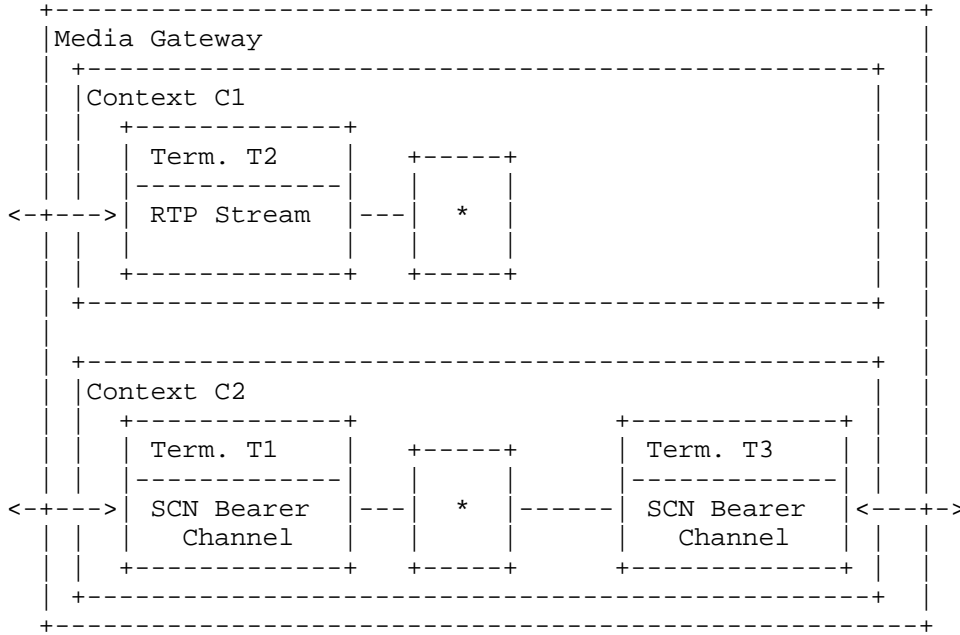 Media Gateway
Context C1
Term. T2
RTP Stream
*
Context C2
Term. T1
Term. T3
SCN Bearer * SCN Bearer
Channel Channel